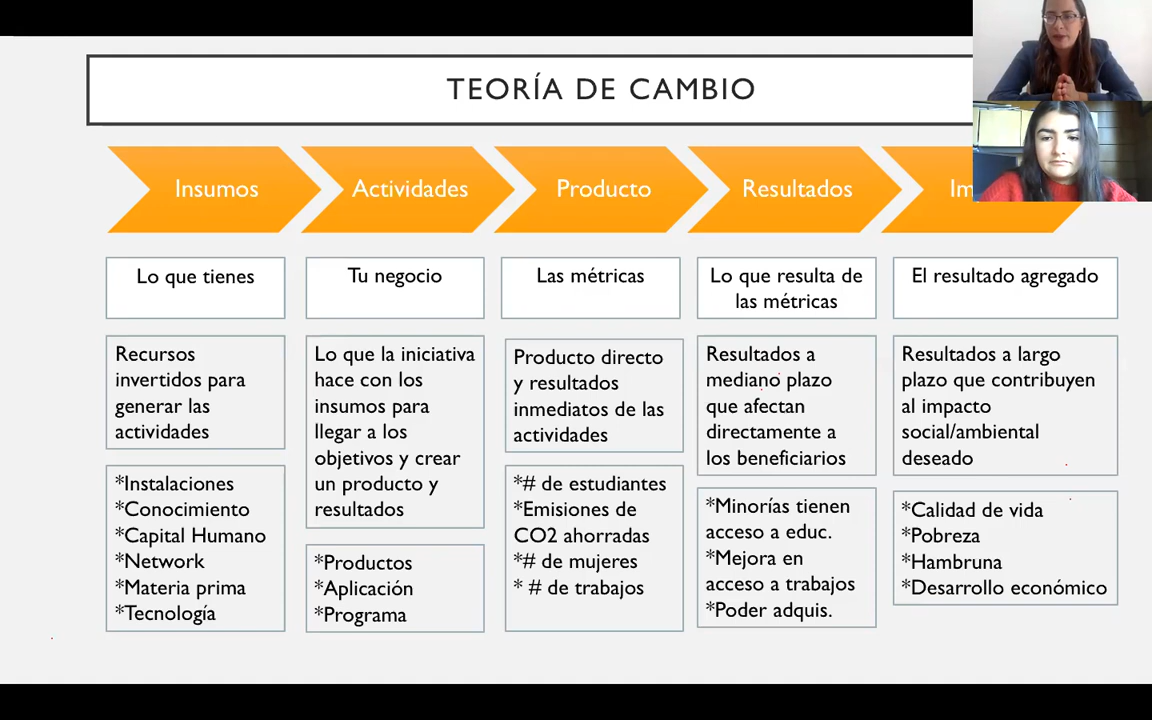 TEORÍA DE CAMBIO
Insumos
Actividades
Producto
Resultados
Lo que tienes
Tu negocio
Las métricas
Lo que resulta de
las métricas
El resultado agregado
Recursos
invertidos para
generar las
actividades
Lo que la iniciativa
hace con los
insumos para
llegar a los
objetivos y crear
un producto y
resultados
Producto directo
y resultados
inmediatos de las
actividades
Resultados a
mediano plazo
que afectan
directamente a
los beneficiarios
Resultados a largo
plazo que contribuyen
al impacto
social/ambiental
deseado
*Instalaciones
*Conocimiento
*Capital Humano
*Network
*Materia prima
*Tecnología
*Productos
*Aplicación
*Programa
*# de estudiantes
*Emisiones de
CO2 ahorradas
*# de mujeres
* # de trabajos
*Minorías tienen
acceso a educ.
*Mejora en
acceso a trabajos
*Poder adquis.
*Calidad de vida
*Pobreza
*Hambruna
*Desarrollo económico